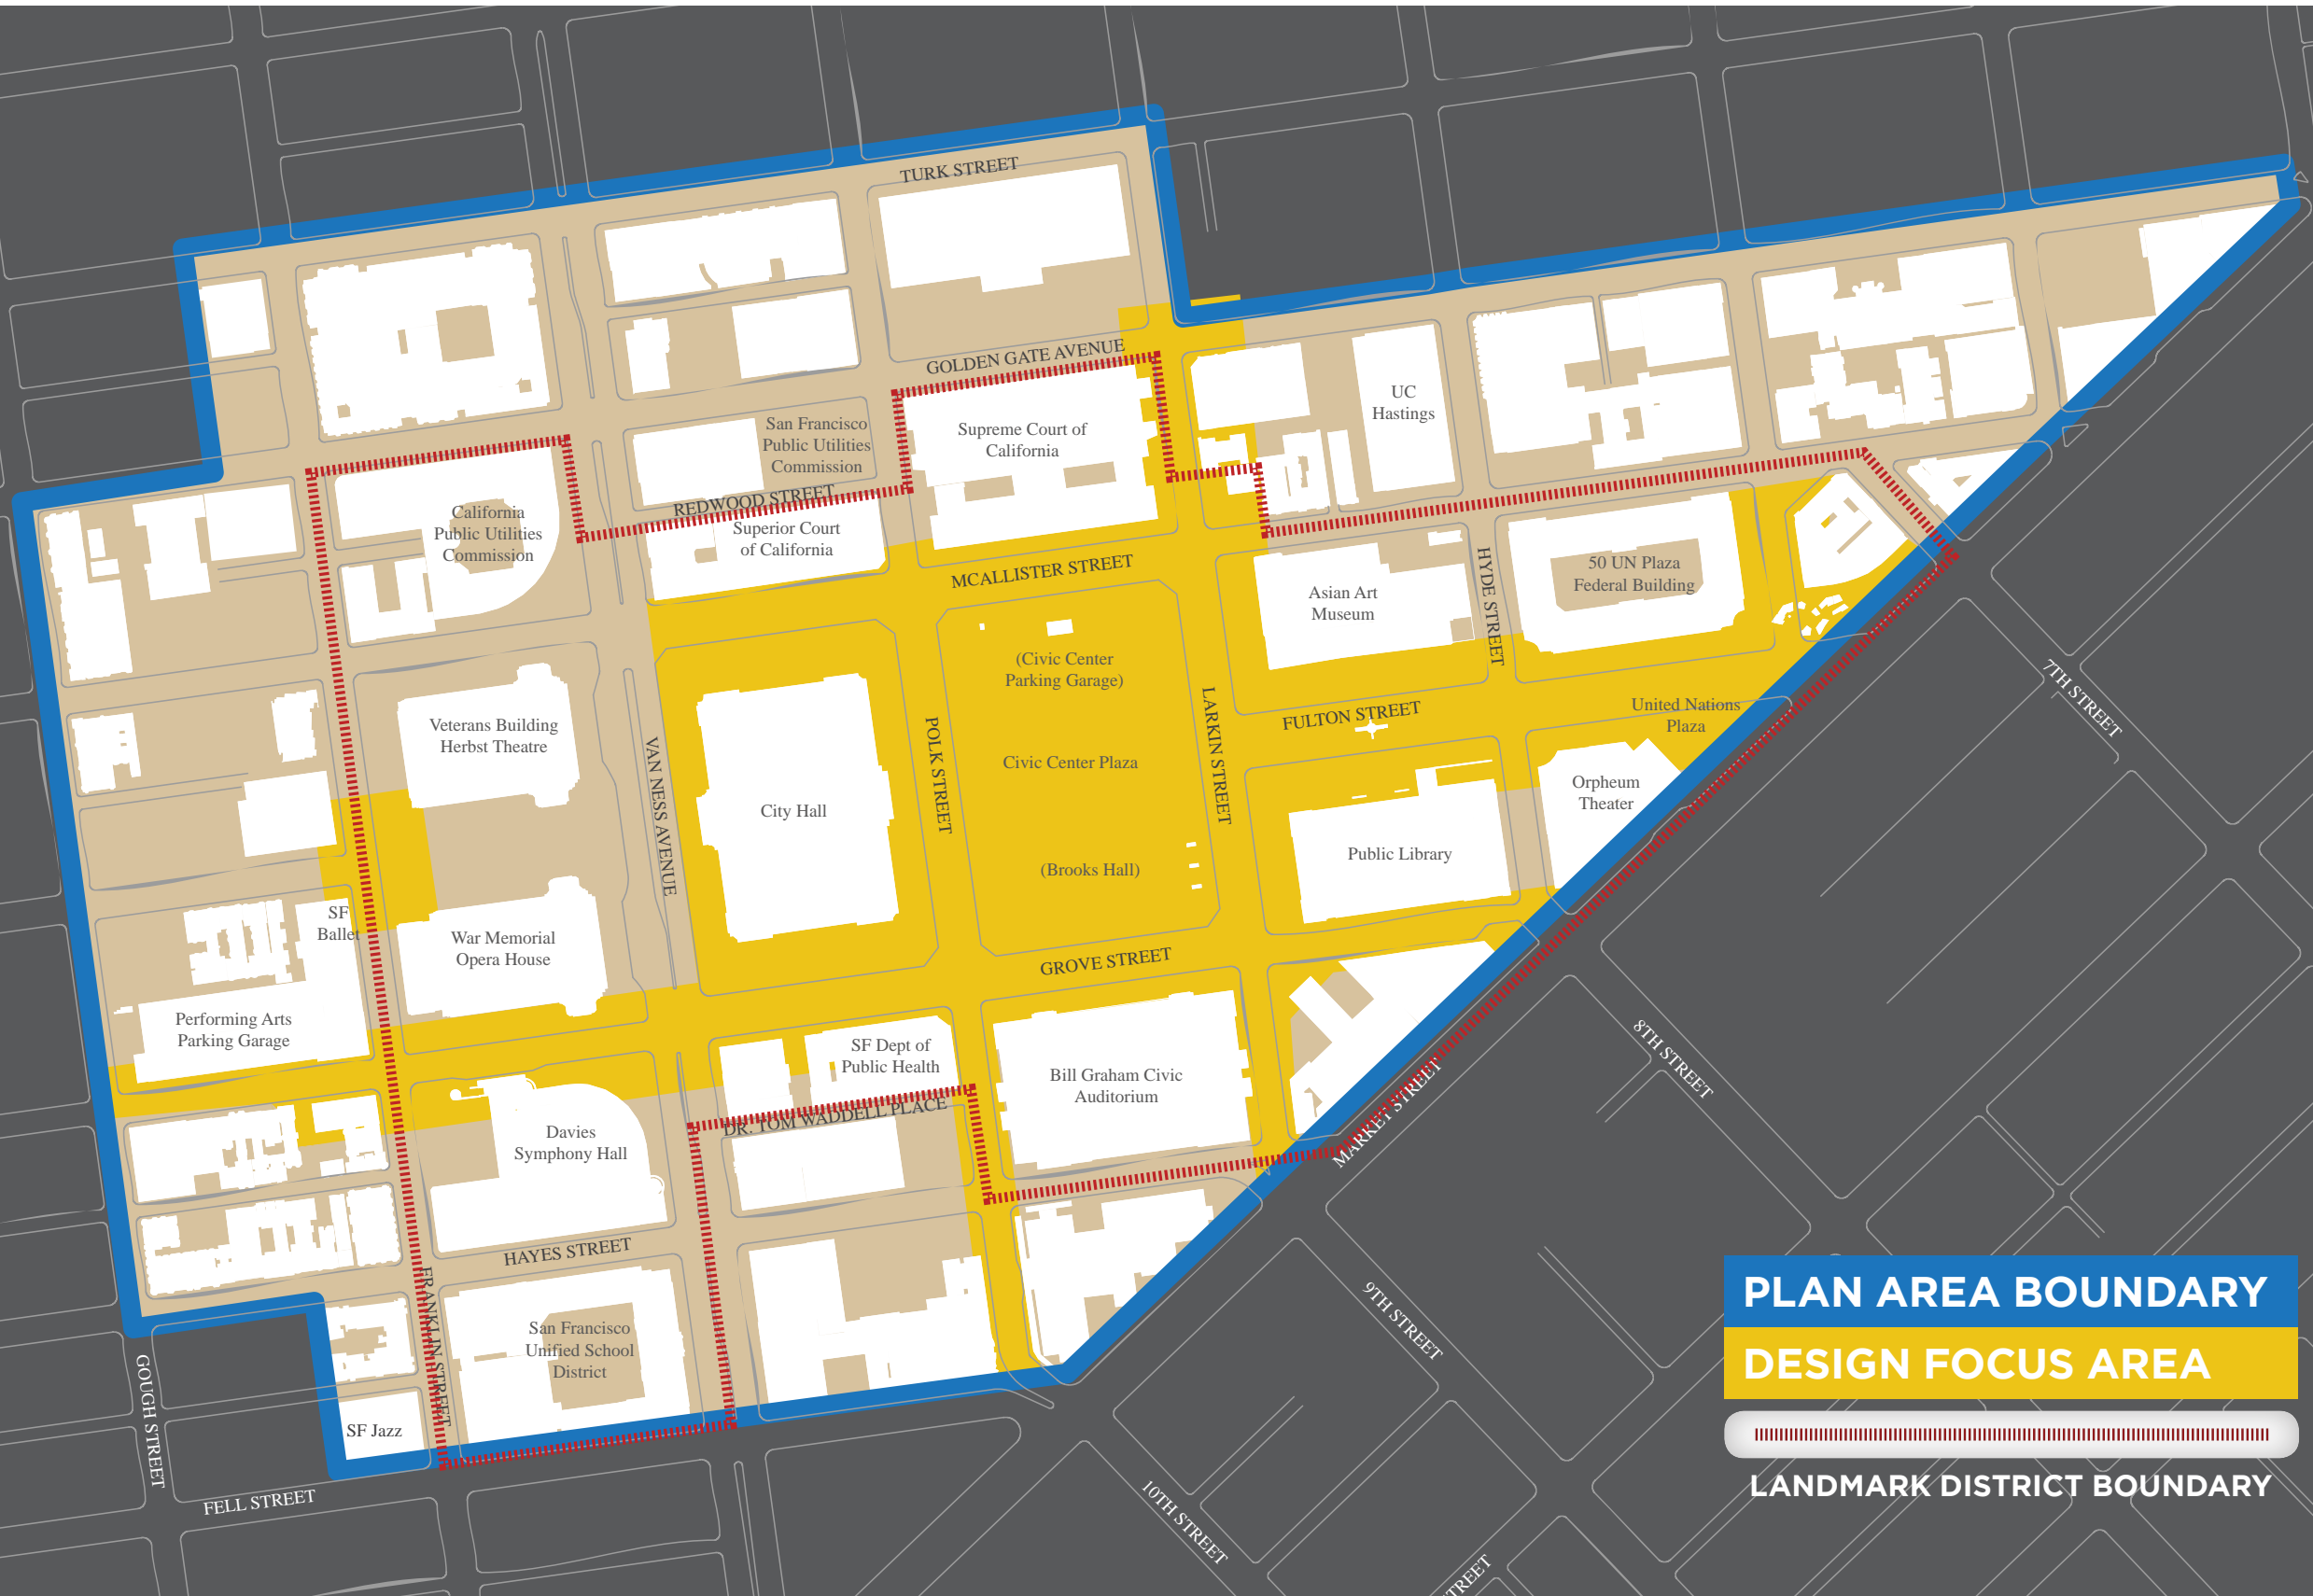 TURK STREET
GOLDEN GATE AVENUE
UC
Hastings
San Francisco
Public Utilities
Commission
Supreme Court of
California
REDWOOD STREET
California
Public Utilities
Commission
Superior Court
of California
MCALLISTER STREET
HYDE STREET
50 UN Plaza
Federal Building
Asian Art
Museum
(Civic Center
Parking Garage)
7TH STREET
Veterans Building
Herbst Theatre
VAN NESS AVENUE
POLK STREET
LARKIN STREET
FULTON STREET
United Nations
Plaza
City Hall
Civic Center Plaza
Orpheum
Theater
Public Library
(Brooks Hall)
SF
Ballet
War Memorial
Opera House
GROVE STREET
Performing Arts
Parking Garage
SF Dept of
Public Health
Bill Graham Civic
Auditorium
8TH STREET
MARKET STREET
DR. TOM WADDELL PLACE
Davies
Symphony Hall
HAYES STREET
FRANKLIN STREET
San Francisco
Unified School
District
9TH STREET
GOUGH STREET
SF Jazz
FELL STREET
10TH STREET
STREET
PLAN AREA BOUNDARY
DESIGN FOCUS AREA
LANDMARK DISTRICT BOUNDARY